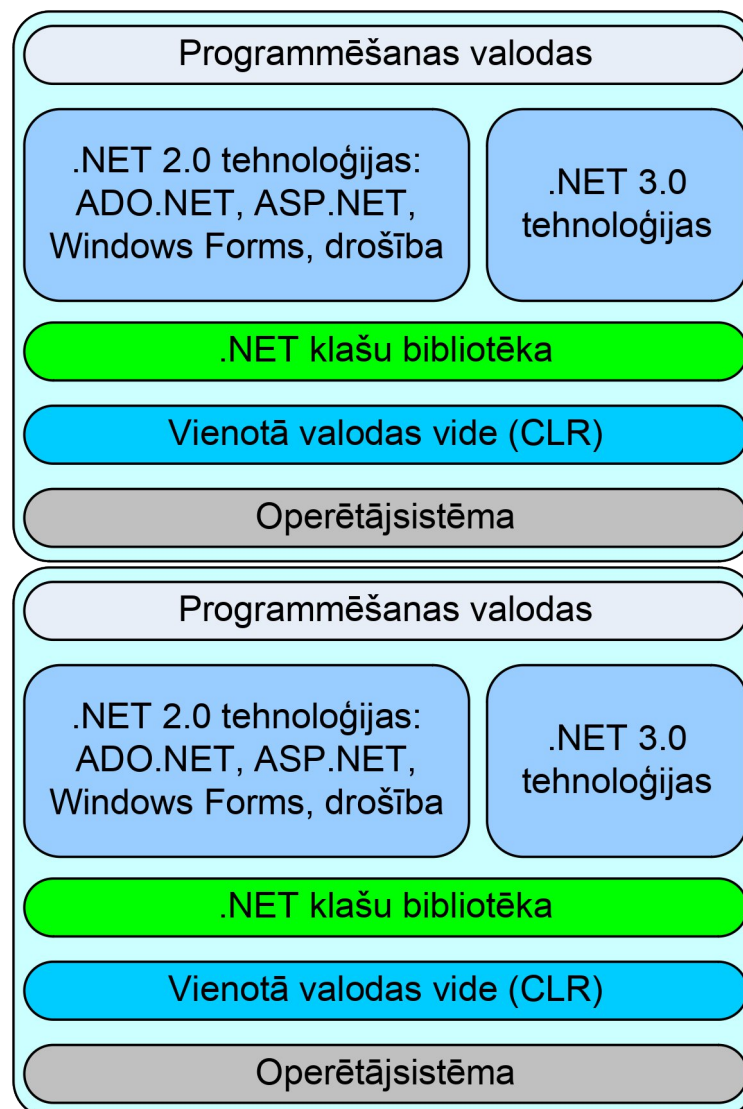 Programmēšanas valodas
.NET 2.0 tehnoloģijas:
ADO.NET, ASP.NET,
Windows Forms, drošība
.NET 3.0
tehnoloģijas
.NET klašu bibliotēka
Vienotā valodas vide (CLR)
Operētājsistēma
Programmēšanas valodas
.NET 2.0 tehnoloģijas:
ADO.NET, ASP.NET,
Windows Forms, drošība
.NET 3.0
tehnoloģijas
.NET klašu bibliotēka
Vienotā valodas vide (CLR)
Operētājsistēma